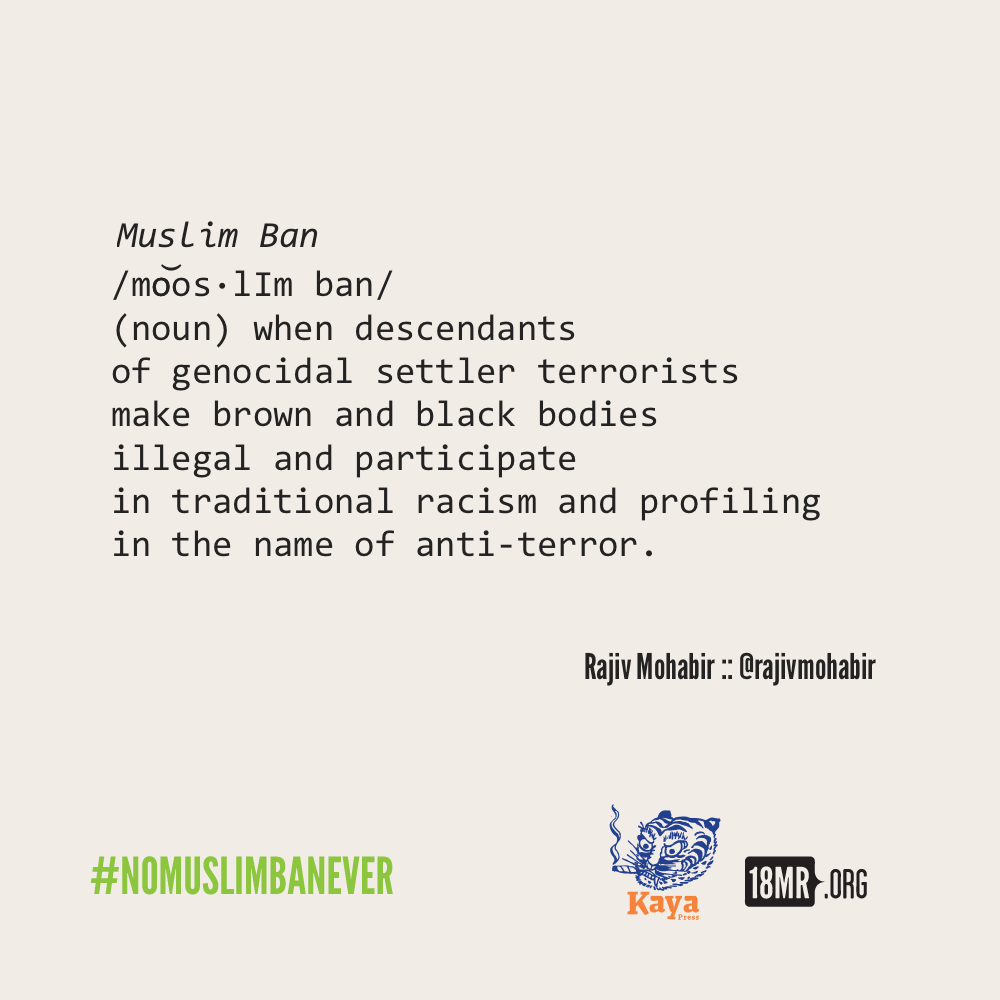 Muslim Ban
/mo͝os·lIm ban/
(noun) when descendants
of genocidal settler terrorists
make brown and black bodies
illegal and participate
in traditional racism and profiling
in the name of anti-terror.
Rajiv Mohabir :: @rajivmohabir
#NOMUSLIMBANEVER
Kaya
Press
18MR.ORG